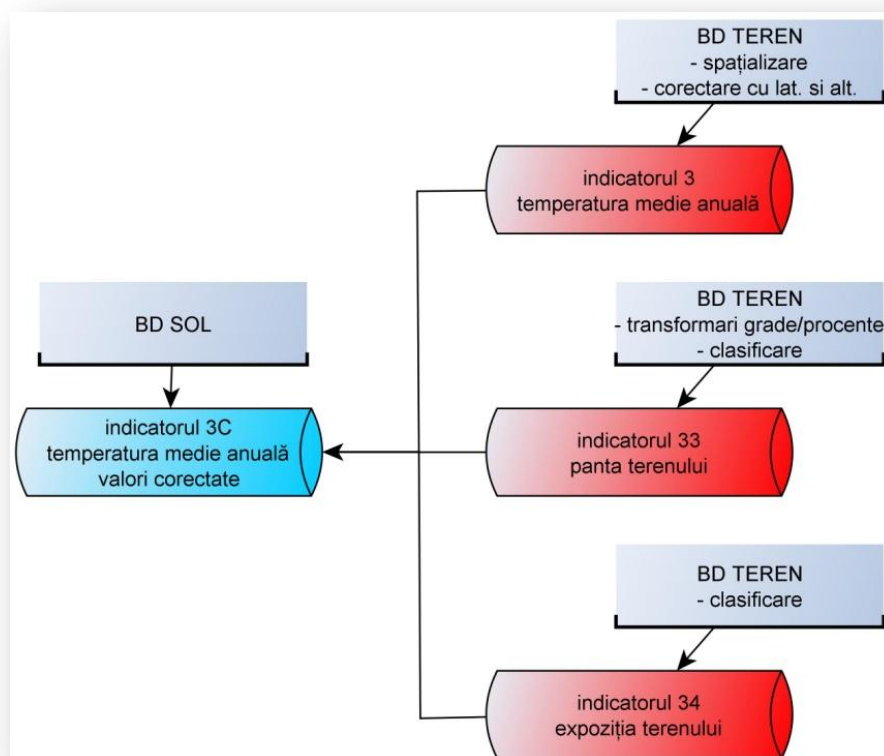 BD TEREN
- spațializare
- corectare cu lat. si alt.
indicatorul 3
temperatura medie anuală
BD SOL
indicatorul 3C
temperatura medie anuală
valori corectate
BD TEREN
- transformari grade/procente
- clasificare
indicatorul 33
panta terenului
BD TEREN
- clasificare
indicatorul 34
expoziția terenului